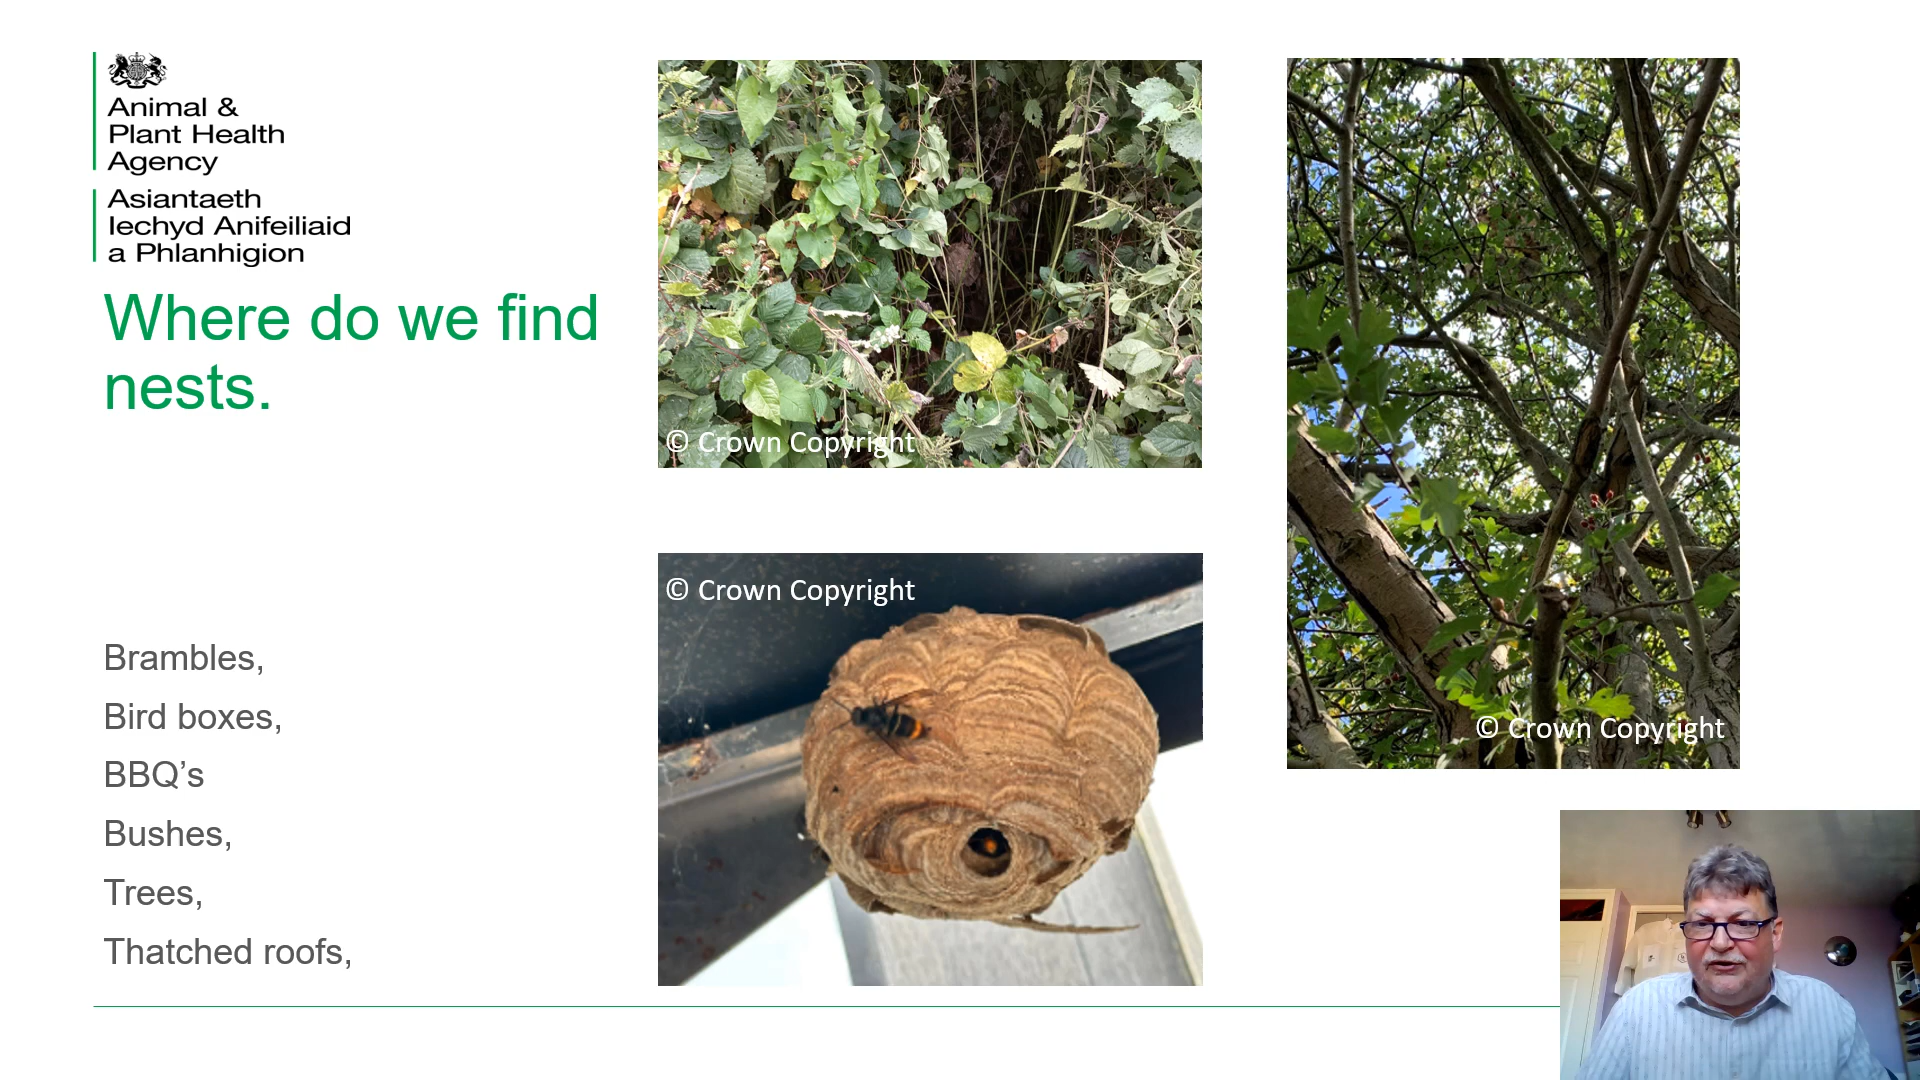 Animal &
Plant Health
Agency
Asiantaeth
Iechyd Anifeiliaid
a Phlanhigion
Where do we find
nests.
Brambles,
Bird boxes,
BBQ’s
Bushes,
Trees,
Thatched roofs,
© Crown Copyright
© Crown Copyright
© Crown Copyright